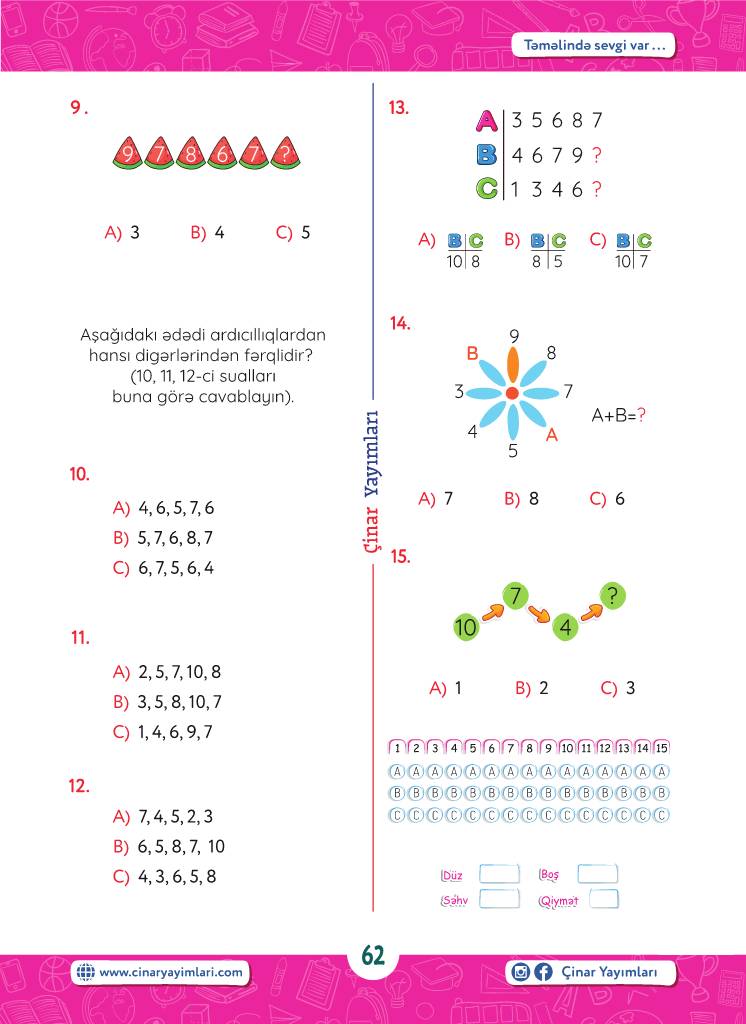 Təməlində sevgi var ...
9.
9 7 8 6 7 ?
A) 3 B) 4 C) 5
Aşağıdakı ədədi ardıcıllıqlardan
hansı digərlərindən fərqlidir?
(10, 11, 12-ci sualları
buna görə cavablayın).
10.
A) 4, 6, 5, 7, 6
B) 5, 7, 6, 8, 7
C) 6, 7, 5, 6, 4
11.
A) 2, 5, 7, 10, 8
B) 3, 5, 8, 10, 7
C) 1, 4, 6, 9, 7
12.
A) 7, 4, 5, 2, 3
B) 6, 5, 8, 7, 10
C) 4, 3, 6, 5, 8
Çinar Yayımları
13.
A 3 5 6 8 7
B 4 6 7 9 ?
C 1 3 4 6 ?
A) B C B) B C C) B C
10 8 8 5 10 7
14.
9
B 8
3 7
A+B=?
4 A
5
A) 7 B) 8 C) 6
15.
7 ?
10 4
A) 1 B) 2 C) 3
1 2 3 4 5 6 7 8 9 10 11 12 13 14 15
A A A A A A A A A A A A A A A
B B B B B B B B B B B B B B B
C C C C C C C C C C C C C C C
Düz Boş
Səhv Qiymət
62
www.cinaryayimlari.com
Çinar Yayımları